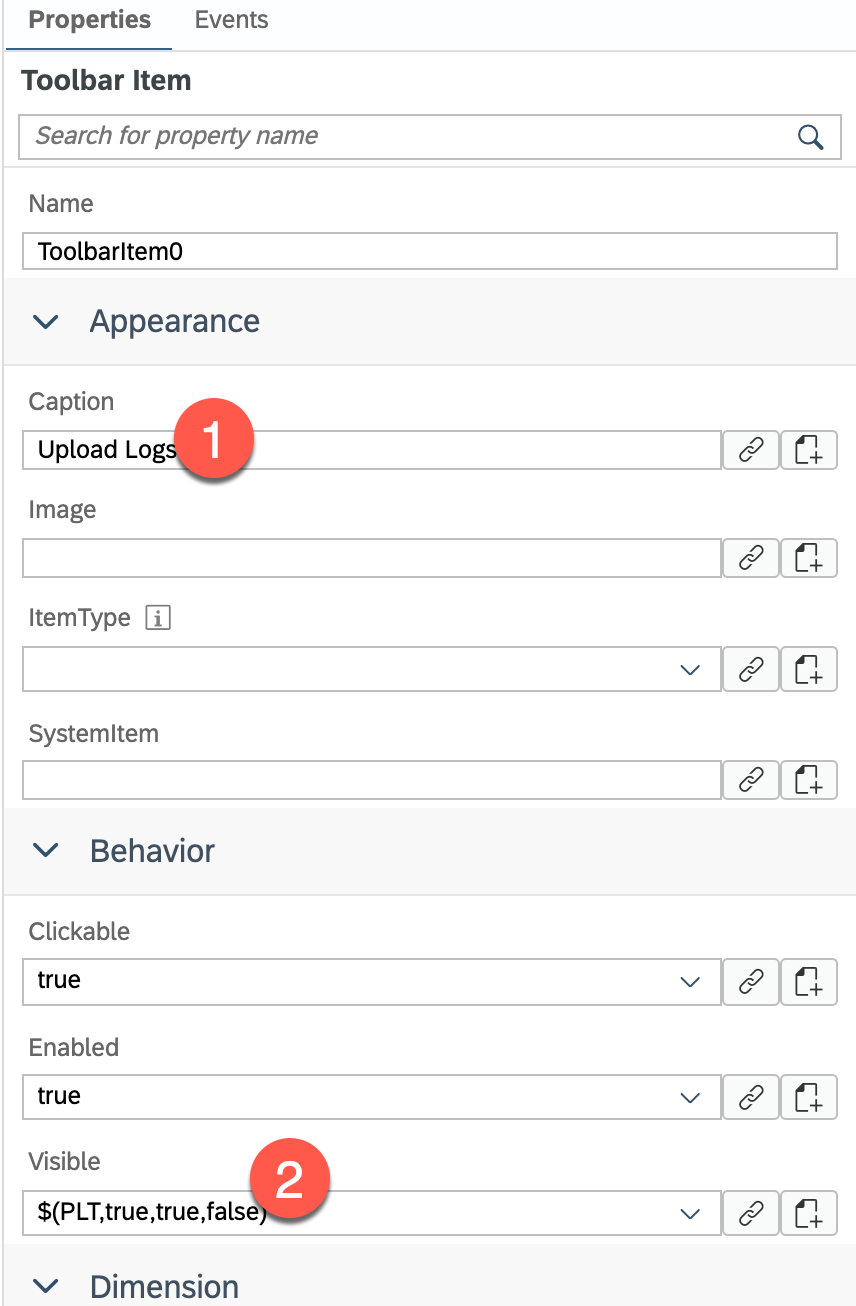 Properties Events
Toolbar Item
Search for property name
Name
ToolbarItem0
Appearance
Caption
Upload Logs 1
Image
ItemType i
SystemItem
Behavior
Clickable
true
Enabled
true
Visible
2
$(PLT,true,true,false)
Dimension